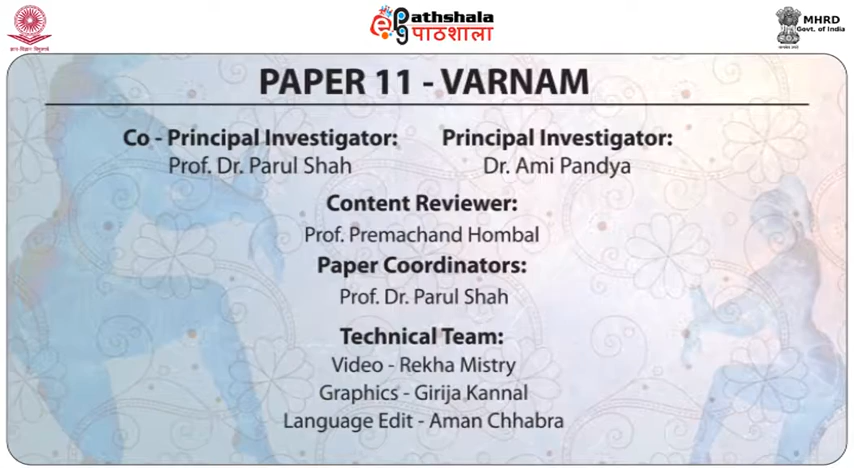 ज्ञान-विज्ञान विमुक्तये
e Pathshala
पाठशाला
MHRD
Govt. of India
PAPER 11 - VARNAM
Co - Principal Investigator: Principal Investigator:
Prof. Dr. Parul Shah Dr. Ami Pandya
Content Reviewer:
Prof. Premachand Hombal
Paper Coordinators:
Prof. Dr. Parul Shah
Technical Team:
Video - Rekha Mistry
Graphics - Girija Kannal
Language Edit - Aman Chhabra